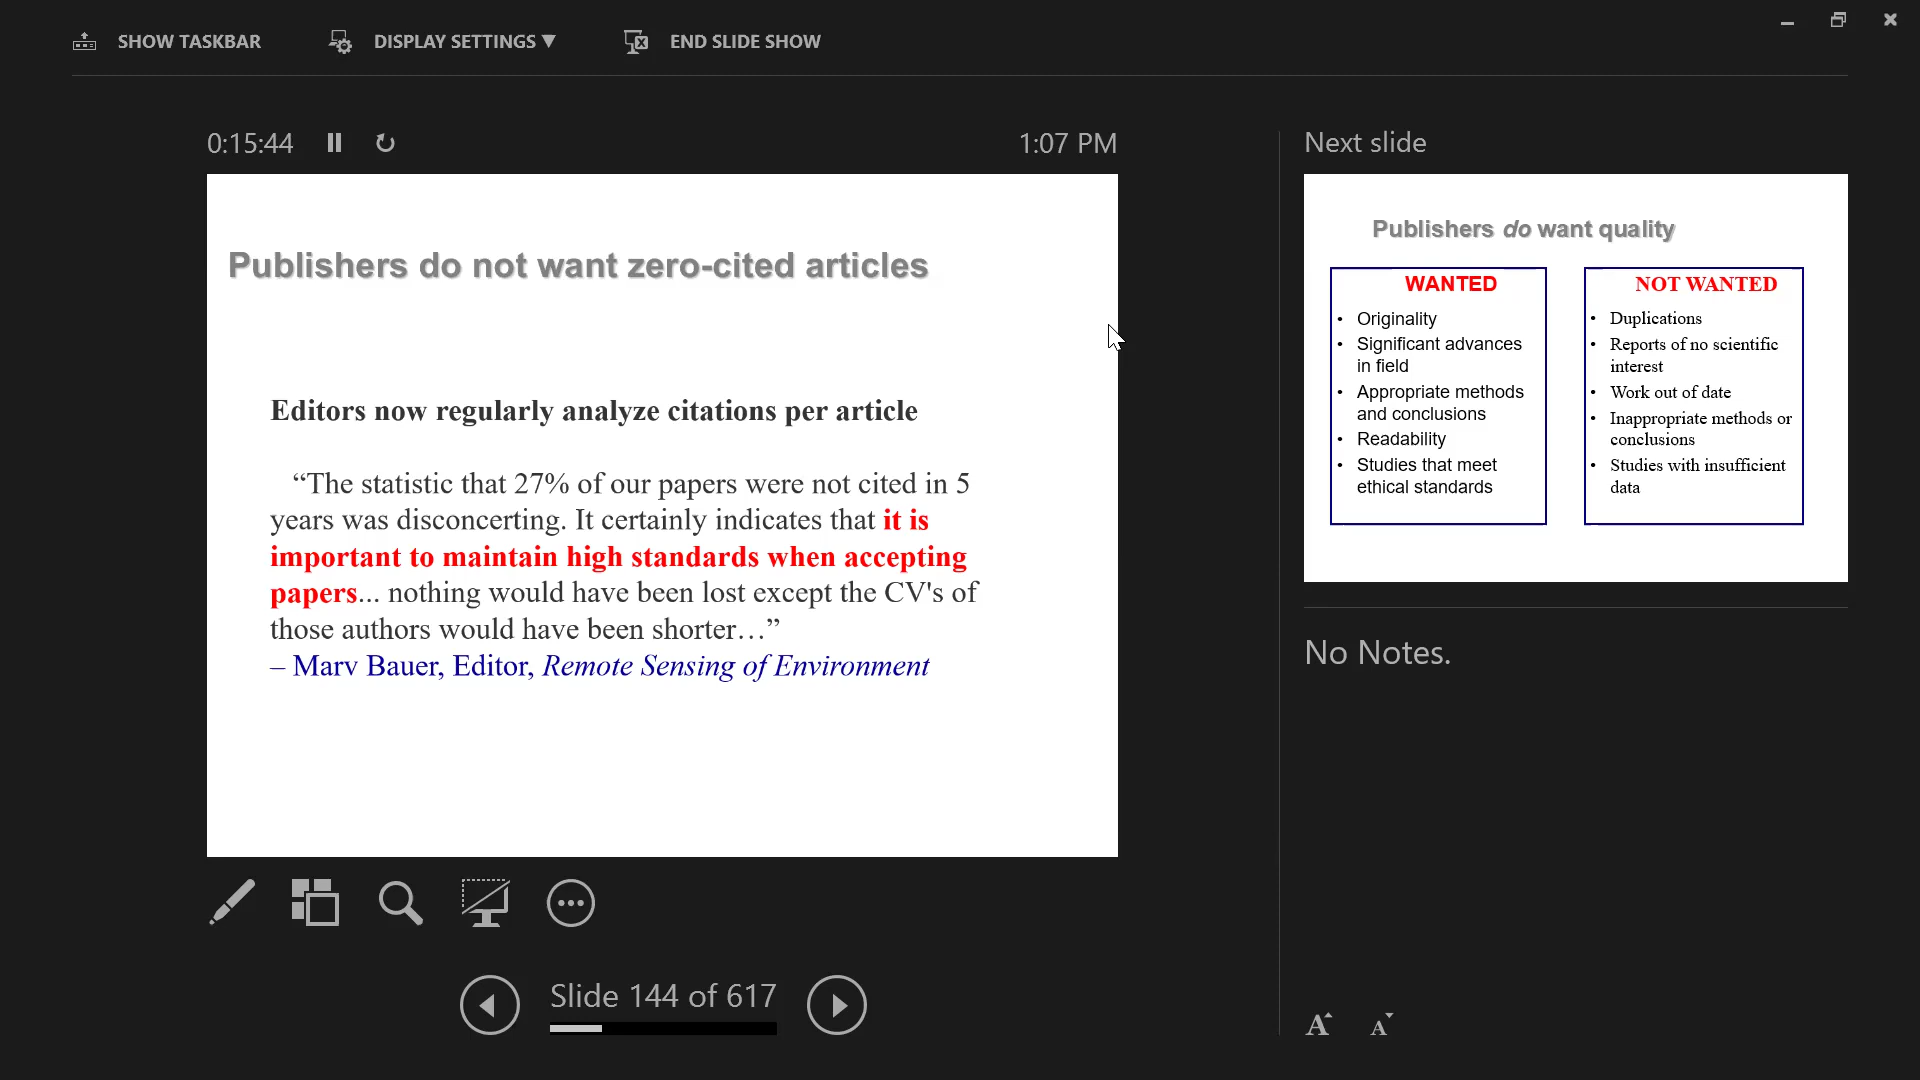 SHOW TASKBAR
DISPLAY SETTINGS ▼
END SLIDE SHOW
0:15:44
1:07 PM
Publishers do not want zero-cited articles
Editors now regularly analyze citations per article
“The statistic that 27% of our papers were not cited in 5
years was disconcerting. It certainly indicates that it is
important to maintain high standards when accepting
papers... nothing would have been lost except the CV's of
those authors would have been shorter…”
– Marv Bauer, Editor, Remote Sensing of Environment
Slide 144 of 617
Next slide
Publishers do want quality
WANTED
• Originality
• Significant advances
in field
• Appropriate methods
and conclusions
• Readability
• Studies that meet
ethical standards
NOT WANTED
• Duplications
• Reports of no scientific
interest
• Work out of date
• Inappropriate methods or
conclusions
• Studies with insufficient
data
No Notes.
A
A